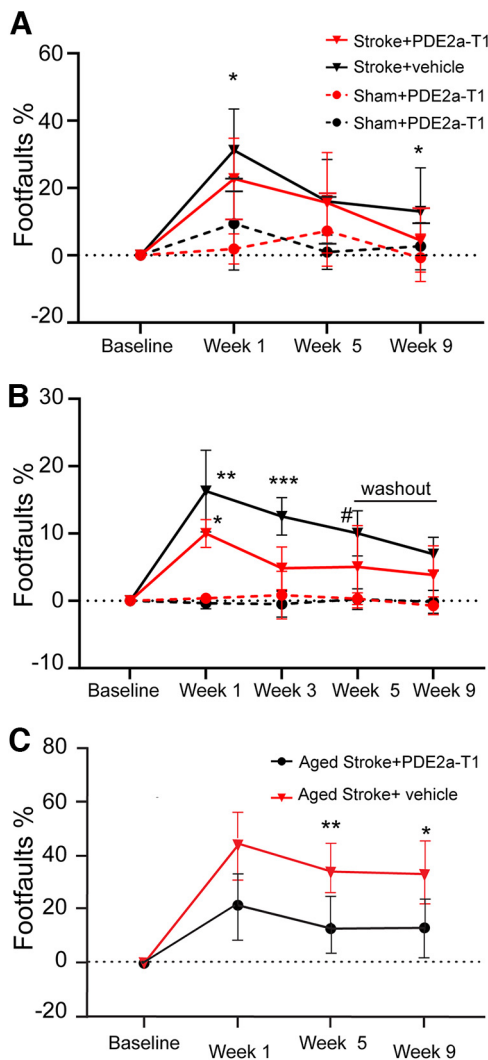 A
Stroke+PDE2a-T1
Stroke+vehicle
Sham+PDE2a-T1
Sham+PDE2a-T1
60
40
20
0
-20
Footfaults %
*
*
Baseline
Week 1
Week 5
Week 9
B
30
20
10
0
-10
Footfaults %
**
*
***
#
washout
Baseline
Week 1
Week 3
Week 5
Week 9
C
80
60
40
20
0
-20
Footfaults %
Aged Stroke+PDE2a-T1
Aged Stroke+ vehicle
**
*
Baseline
Week 1
Week 5
Week 9